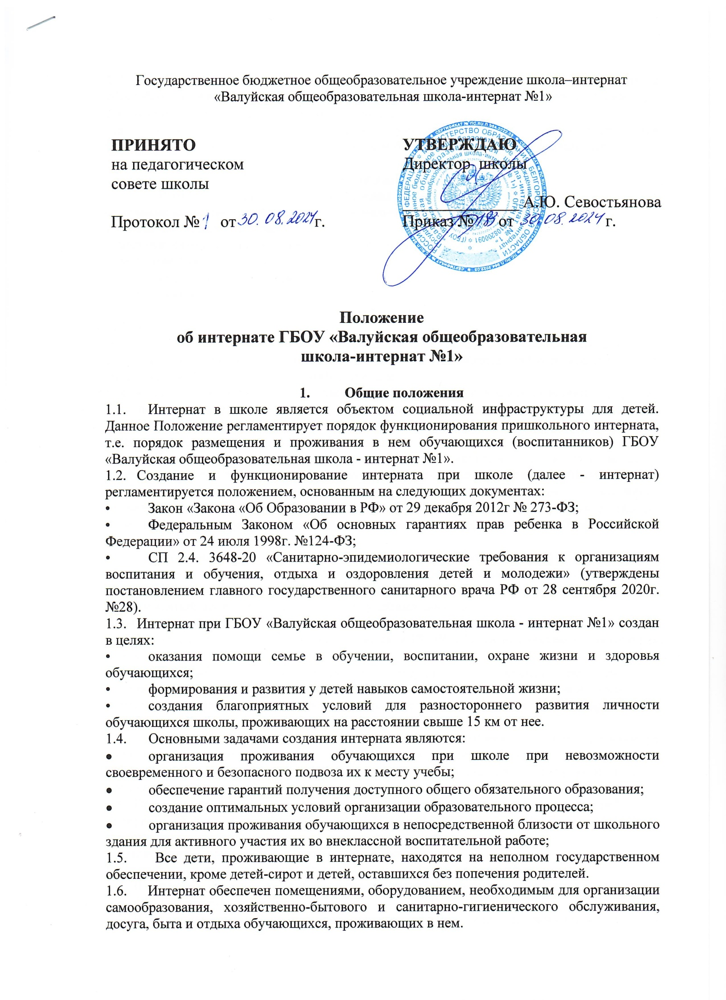 Государственное бюджетное общеобразовательное учреждение школа–интернат
«Валуйская общеобразовательная школа-интернат №1»
ПРИНЯТО
на педагогическом
совете школы
Протокол № 1 от 30.08.2024 г.
УТВЕРЖДАЮ
Директор школы
А.Ю. Севостьянова
Приказ № 183 от 30.08.2024 г.
Положение
об интернате ГБОУ «Валуйская общеобразовательная
школа-интернат №1»
1. Общие положения
1.1. Интернат в школе является объектом социальной инфраструктуры для детей.
Данное Положение регламентирует порядок функционирования пришкольного интерната,
т.е. порядок размещения и проживания в нем обучающихся (воспитанников) ГБОУ
«Валуйская общеобразовательная школа - интернат №1».
1.2. Создание и функционирование интерната при школе (далее - интернат)
регламентируется положением, основанным на следующих документах:
• Закон «Закона «Об Образовании в РФ» от 29 декабря 2012г № 273-ФЗ;
• Федеральным Законом «Об основных гарантиях прав ребенка в Российской
Федерации» от 24 июля 1998г. №124-ФЗ;
• СП 2.4. 3648-20 «Санитарно-эпидемиологические требования к организациям
воспитания и обучения, отдыха и оздоровления детей и молодежи» (утверждены
постановлением главного государственного санитарного врача РФ от 28 сентября 2020г.
№28).
1.3. Интернат при ГБОУ «Валуйская общеобразовательная школа - интернат №1» создан
в целях:
• оказания помощи семье в обучении, воспитании, охране жизни и здоровья
обучающихся;
• формирования и развития у детей навыков самостоятельной жизни;
• создания благоприятных условий для разностороннего развития личности
обучающихся школы, проживающих на расстоянии свыше 15 км от нее.
1.4. Основными задачами создания интерната являются:
• организация проживания обучающихся при школе при невозможности
своевременного и безопасного подвоза их к месту учебы;
• обеспечение гарантий получения доступного общего обязательного образования;
• создание оптимальных условий организации образовательного процесса;
• организация проживания обучающихся в непосредственной близости от школьного
здания для активного участия их во внеклассной воспитательной работе;
1.5. Все дети, проживающие в интернате, находятся на неполном государственном
обеспечении, кроме детей-сирот и детей, оставшихся без попечения родителей.
1.6. Интернат обеспечен помещениями, оборудованием, необходимым для организации
самообразования, хозяйственно-бытового и санитарно-гигиенического обслуживания,
досуга, быта и отдыха обучающихся, проживающих в нем.